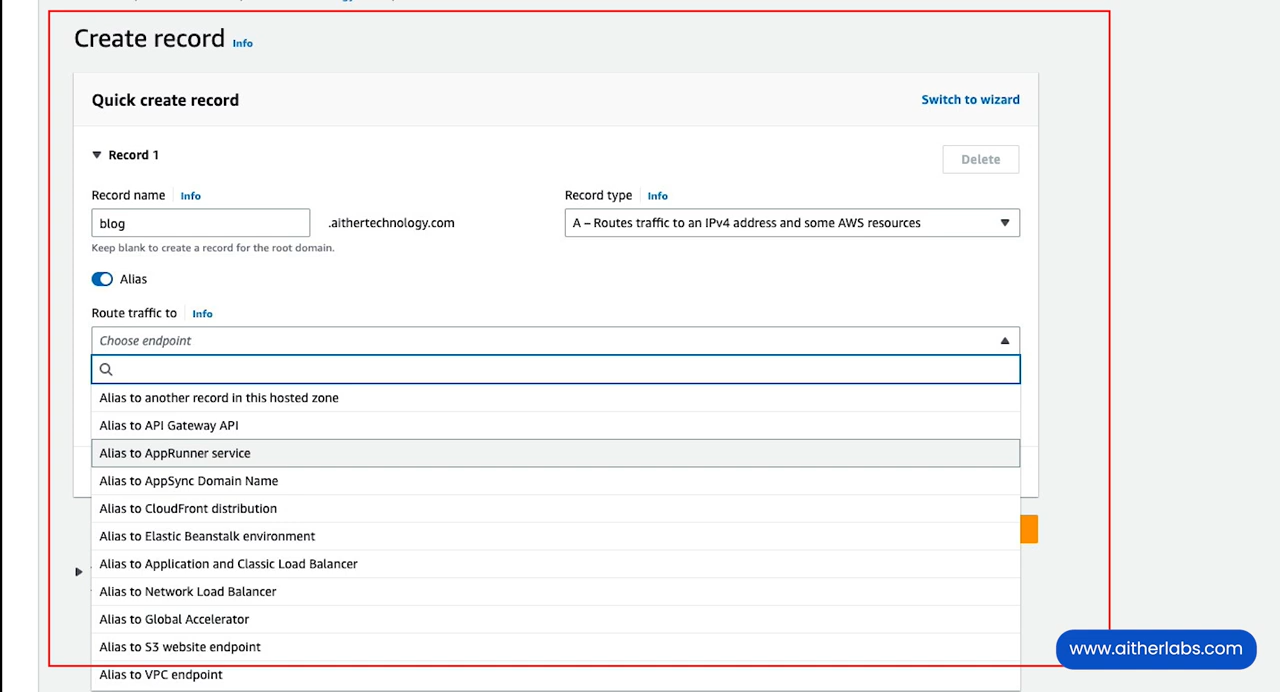 Create record Info
Quick create record
Switch to wizard
Record 1
Delete
Record name Info
Record type Info
blog
.aithertechnology.com
A – Routes traffic to an IPv4 address and some AWS resources
Keep blank to create a record for the root domain.
Alias
Route traffic to Info
Choose endpoint
Alias to another record in this hosted zone
Alias to API Gateway API
Alias to AppRunner service
Alias to AppSync Domain Name
Alias to CloudFront distribution
Alias to Elastic Beanstalk environment
Alias to Application and Classic Load Balancer
Alias to Network Load Balancer
Alias to Global Accelerator
Alias to S3 website endpoint
www.aitherlabs.com
Alias to VPC endpoint